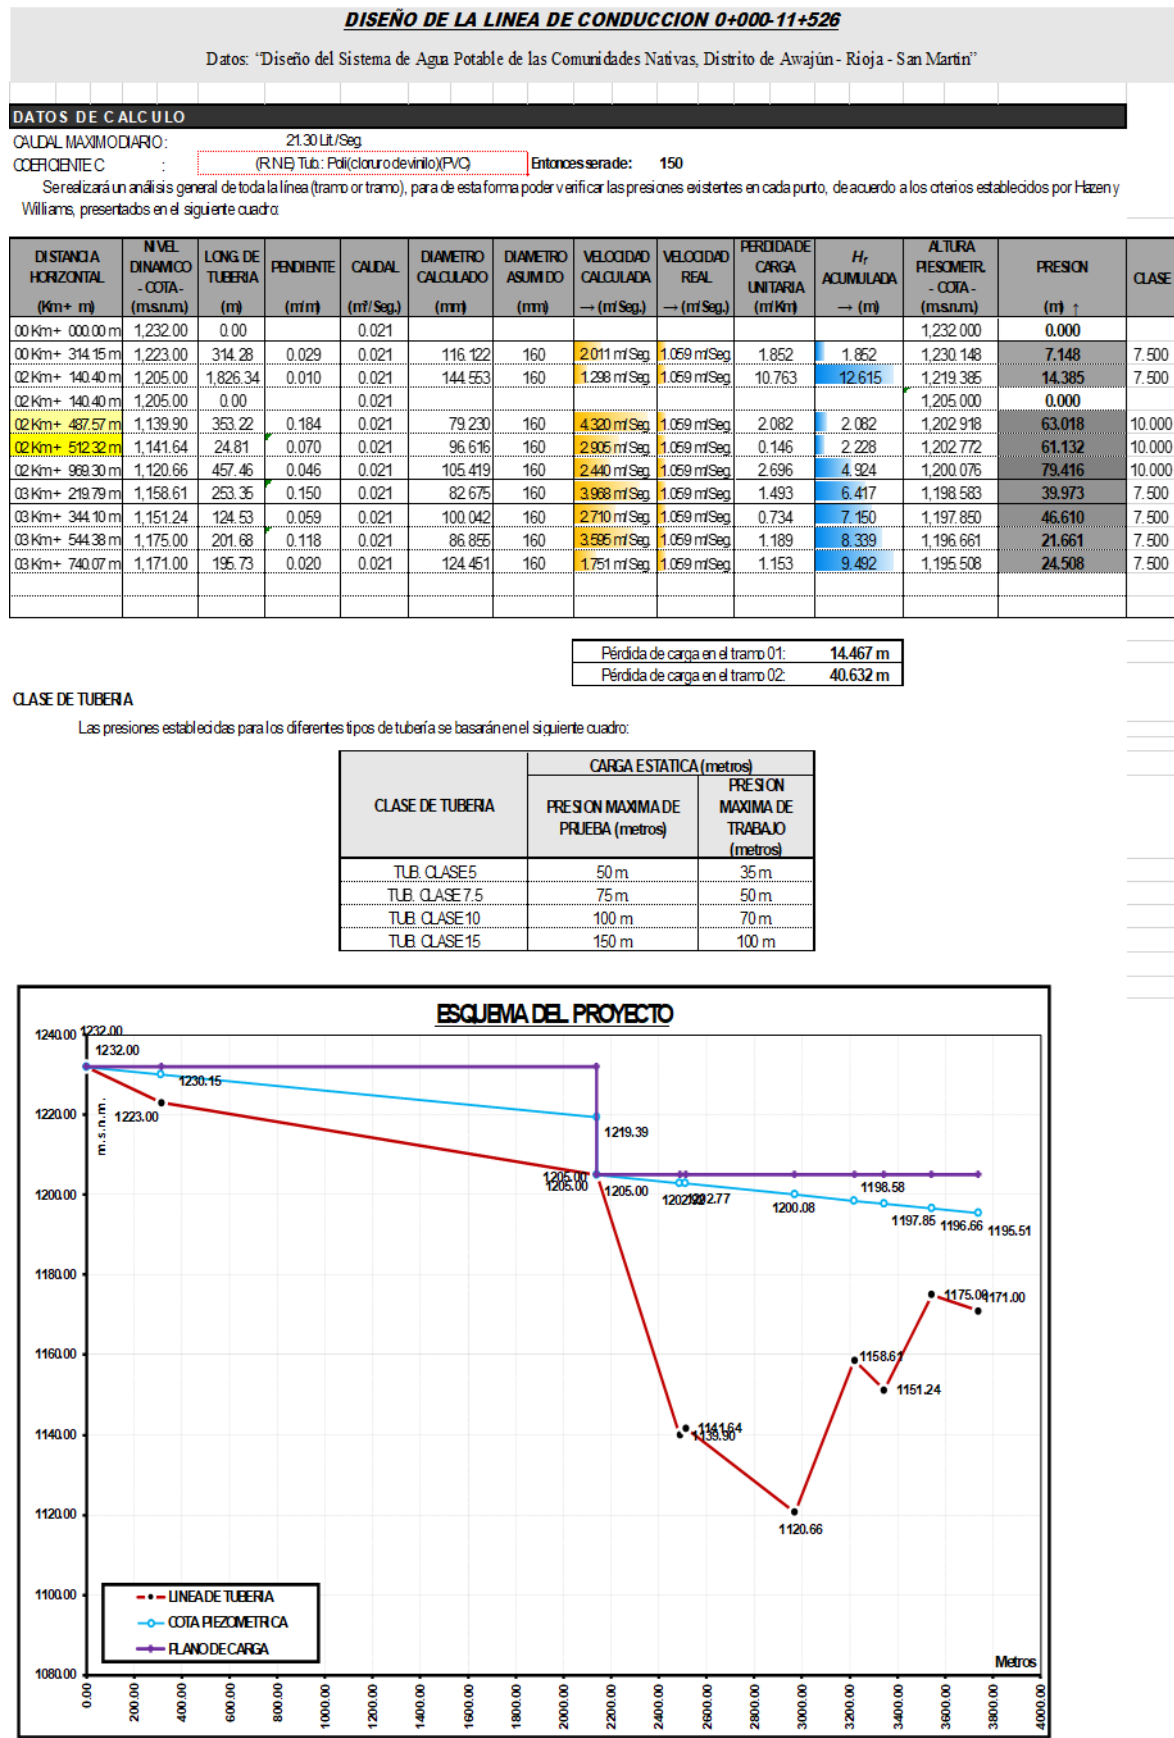 DISEÑO DE LA LINEA DE CONDUCCION 0+000-11+526
Datos: “Diseño del Sistema de Agua Potable de las Comunidades Nativas, Distrito de Awajún - Rioja - San Martin”
DATOS DE CALCULO
CAUDAL MAXIMO DIARIO : 21.30 Lit./Seg.
COEFICIENTE C : (R.N.E) Tub.: Poli(cloruro de vinilo)(PVC) Entonces sera de: 150
Se realizará un análisis general de toda la línea (tramo or tramo), para de esta forma poder verificar las presiones existentes en cada punto, de acuerdo a los criterios establecidos por Hazen y
Williams, presentados en el siguiente cuadro:
DISTANCIA HORIZONTAL (Km + m) NIVEL DINAMICO - COTA - (m.s.n.m.) LONG. DE TUBERIA (m) PENDIENTE (m/m) CAUDAL (m³/Seg.) DIAMETRO CALCULADO (mm) DIAMETRO ASUMIDO (mm) VELOCIDAD CALCULADA → (m/Seg.) VELOCIDAD REAL → (m/Seg.) PERDIDA DE CARGA UNITARIA (m/Km) Hf ACUMULADA → (m) ALTURA PIESOMETR. - COTA - (m.s.n.m.) PRESION (m) ↑ CLASE
00 Km + 000.00 m 1,232.00 0.00 0.021 1,232.000 0.000
00 Km + 314.15 m 1,223.00 314.28 0.029 0.021 116.122 160 2.011 m/Seg. 1.059 m/Seg. 1.852 1.852 1,230.148 7.148 7.500
02 Km + 140.40 m 1,205.00 1,826.34 0.010 0.021 144.553 160 1.298 m/Seg. 1.059 m/Seg. 10.763 12.615 1,219.385 14.385 7.500
02 Km + 140.40 m 1,205.00 0.00 0.021 1,205.000 0.000
02 Km + 487.57 m 1,139.90 353.22 0.184 0.021 79.230 160 4.320 m/Seg. 1.059 m/Seg. 2.082 2.082 1,202.918 63.018 10.000
02 Km + 512.32 m 1,141.64 24.81 0.070 0.021 96.616 160 2.905 m/Seg. 1.059 m/Seg. 0.146 2.228 1,202.772 61.132 10.000
02 Km + 969.30 m 1,120.66 457.46 0.046 0.021 105.419 160 2.440 m/Seg. 1.059 m/Seg. 2.696 4.924 1,200.076 79.416 10.000
03 Km + 219.79 m 1,158.61 253.35 0.150 0.021 82.675 160 3.968 m/Seg. 1.059 m/Seg. 1.493 6.417 1,198.583 39.973 7.500
03 Km + 344.10 m 1,151.24 124.53 0.059 0.021 100.042 160 2.710 m/Seg. 1.059 m/Seg. 0.734 7.150 1,197.850 46.610 7.500
03 Km + 544.38 m 1,175.00 201.68 0.118 0.021 86.855 160 3.595 m/Seg. 1.059 m/Seg. 1.189 8.339 1,196.661 21.661 7.500
03 Km + 740.07 m 1,171.00 195.73 0.020 0.021 124.451 160 1.751 m/Seg. 1.059 m/Seg. 1.153 9.492 1,195.508 24.508 7.500
Pérdida de carga en el tramo 01: 14.467 m
Pérdida de carga en el tramo 02: 40.632 m
CLASE DE TUBERIA
Las presiones establecidas para los diferentes tipos de tubería se basarán en el siguiente cuadro:
CLASE DE TUBERIA CARGA ESTATICA (metros)
PRESION MAXIMA DE PRUEBA (metros) PRESION MAXIMA DE TRABAJO (metros)
TUB. CLASE 5 50 m. 35 m.
TUB. CLASE 7.5 75 m. 50 m.
TUB. CLASE 10 100 m. 70 m.
TUB. CLASE 15 150 m. 100 m.
ESQUEMA DEL PROYECTO
1240.00
1220.00
1200.00
1180.00
1160.00
1140.00
1120.00
1100.00
1080.00
m.s.n.m.
1232.00
1232.00
1230.15
1223.00
1219.39
1205.00
1205.00
1205.00
1202.92
1202.77
1200.08
1198.58
1197.85
1196.66
1195.51
1175.00
1171.00
1158.61
1151.24
1141.64
1139.90
1120.66
LINEA DE TUBERIA
COTA PIEZOMETRICA
PLANO DE CARGA
Metros
0.00 200.00 400.00 600.00 800.00 1000.00 1200.00 1400.00 1600.00 1800.00 2000.00 2200.00 2400.00 2600.00 2800.00 3000.00 3200.00 3400.00 3600.00 3800.00 4000.00